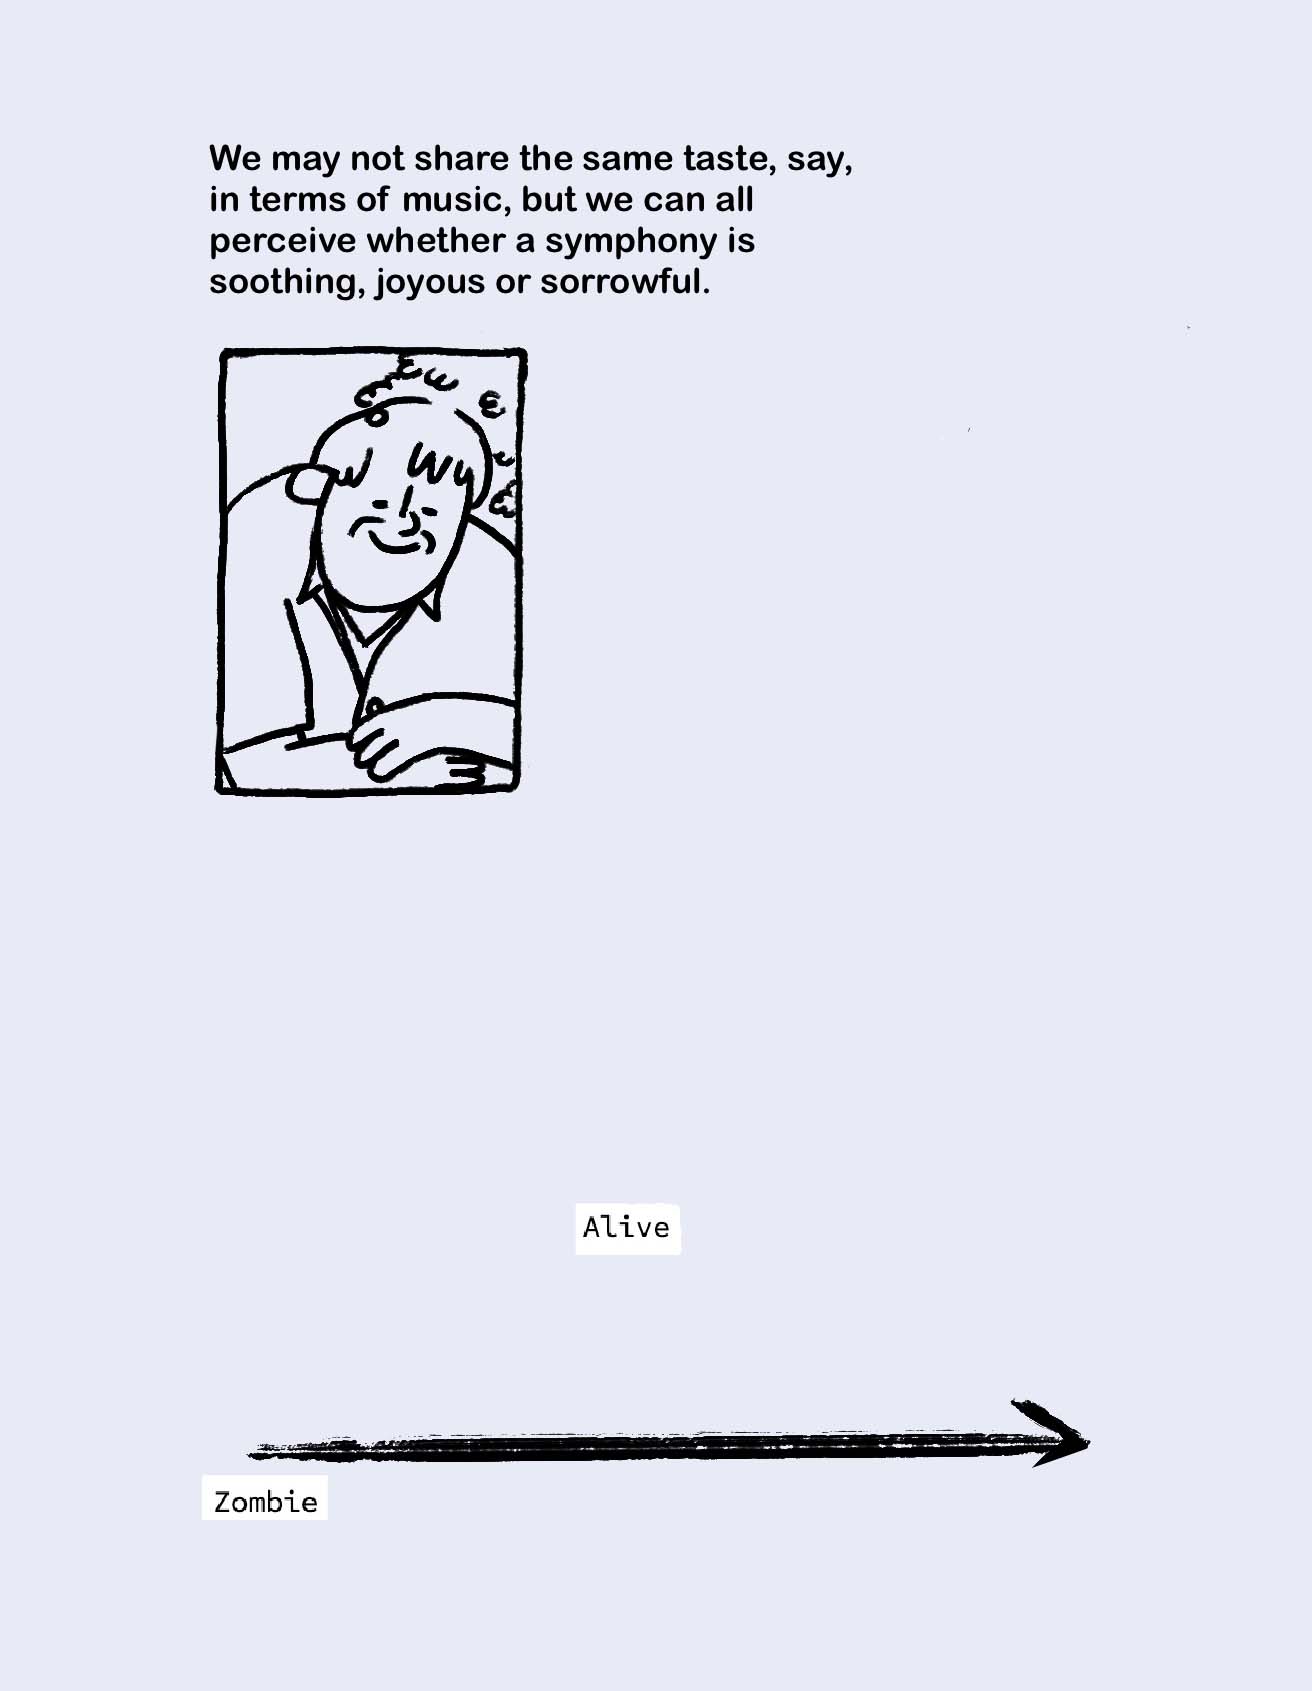 We may not share the same taste, say,
in terms of music, but we can all
perceive whether a symphony is
soothing, joyous or sorrowful.
Alive
Zombie